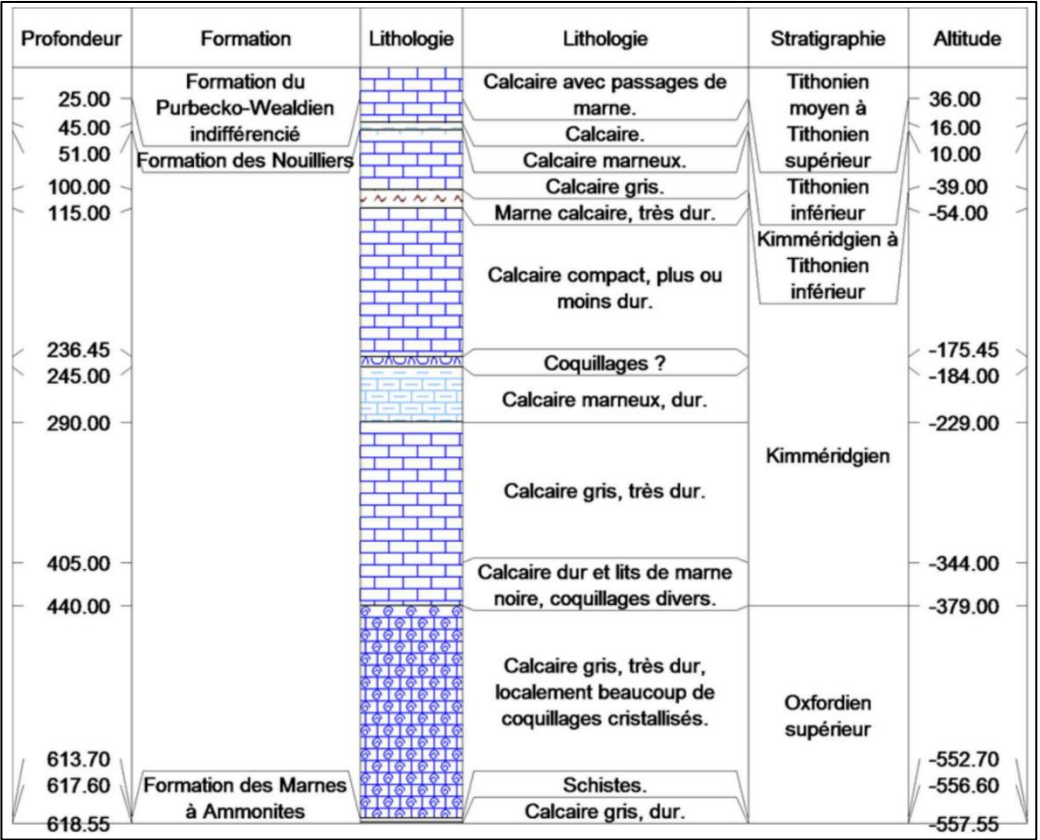 Profondeur Formation Lithologie Lithologie Stratigraphie Altitude
Formation du Calcaire avec passages de Tithonien
25.00 Purbecko-Wealdien marne. moyen à 36.00
45.00 indifférencié Calcaire. Tithonien 16.00
51.00 Formation des Nouilliers Calcaire marneux. supérieur 10.00
100.00 Calcaire gris. Tithonien -39.00
115.00 Marne calcaire, très dur. inférieur -54.00
Kimméridgien à
Calcaire compact, plus ou Tithonien
moins dur. inférieur
236.45 -175.45
Coquillages ?
245.00 -184.00
Calcaire marneux, dur.
290.00 -229.00
Kimméridgien
Calcaire gris, très dur.
405.00 -344.00
Calcaire dur et lits de marne
noire, coquillages divers.
440.00 -379.00
Calcaire gris, très dur,
localement beaucoup de Oxfordien
coquillages cristallisés. supérieur
613.70 -552.70
617.60 Formation des Marnes Schistes. -556.60
à Ammonites Calcaire gris, dur.
618.55 -557.55